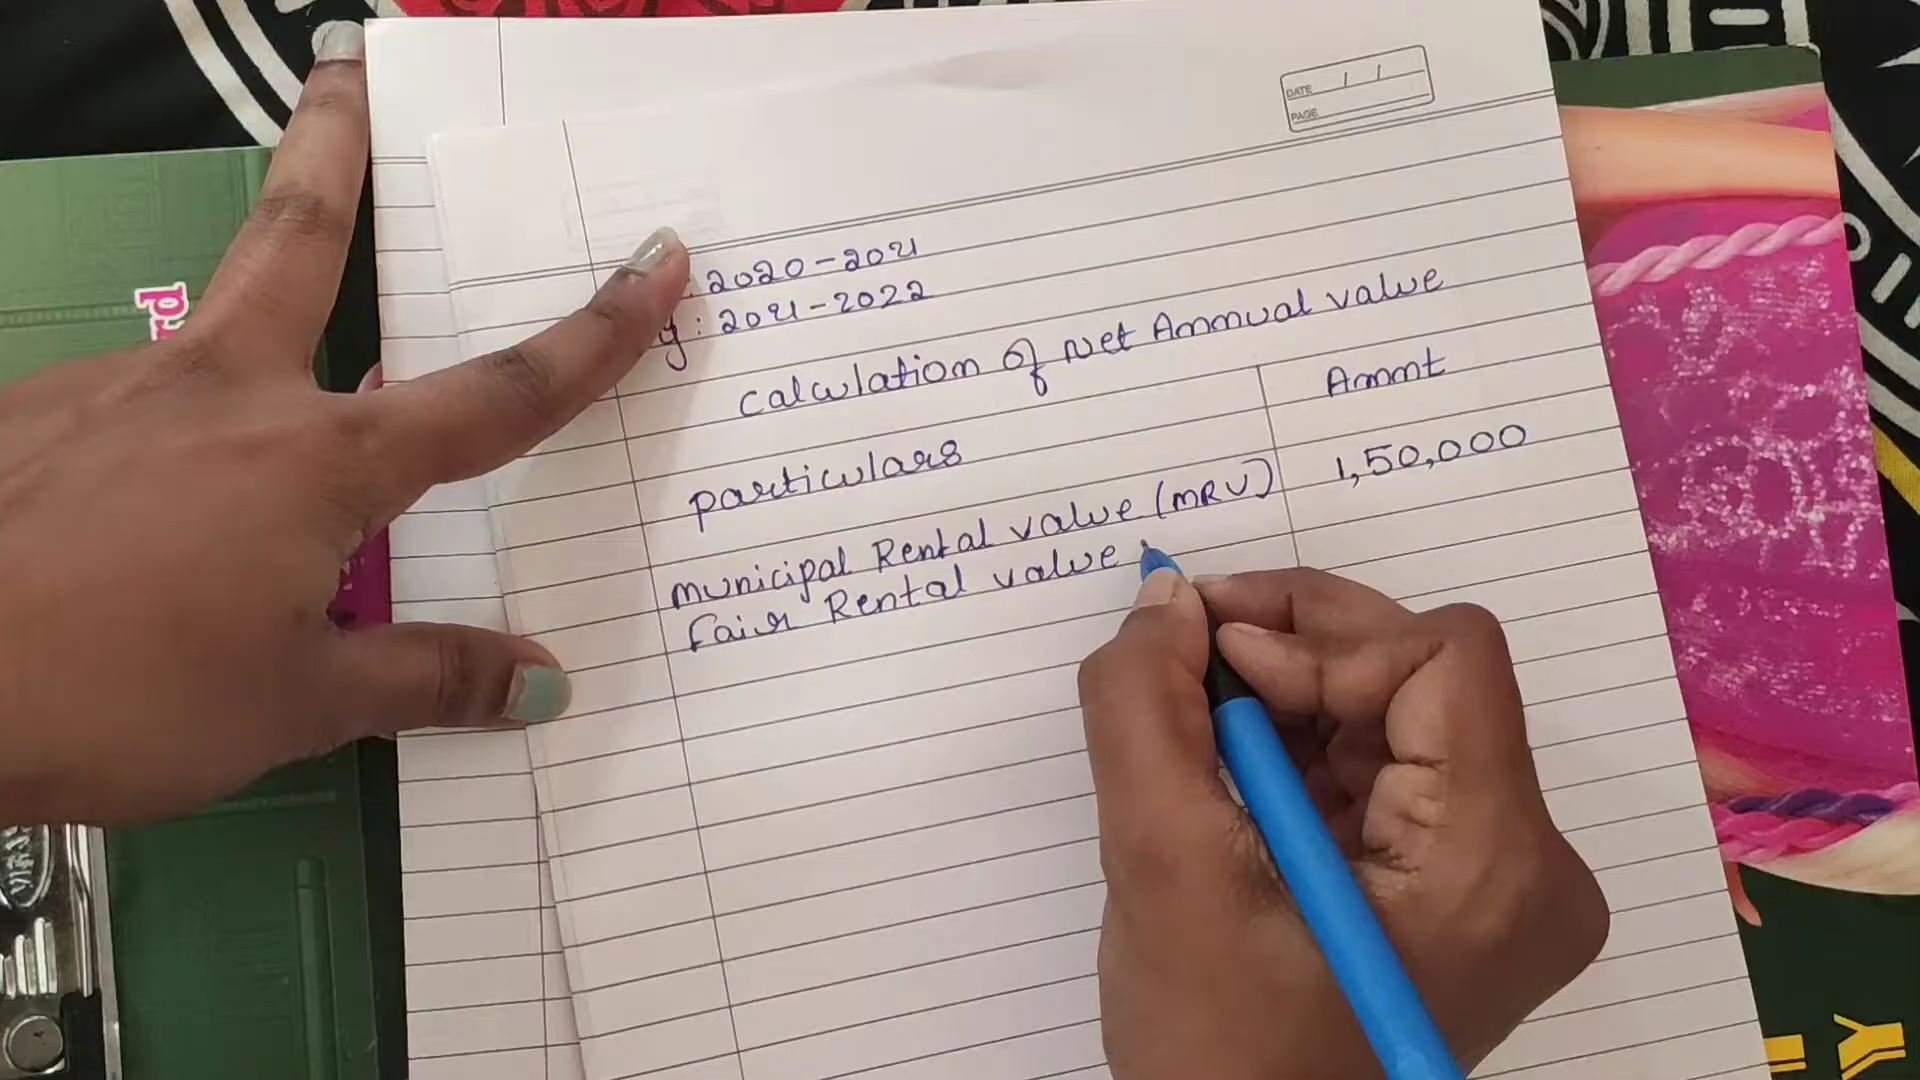 DATE / /
PAGE
: 2020-2021
y : 2021-2022
Calculation of Net Annual value
particulars Ammt
municipal Rental value (MRV) 1,50,000
Fair Rental value